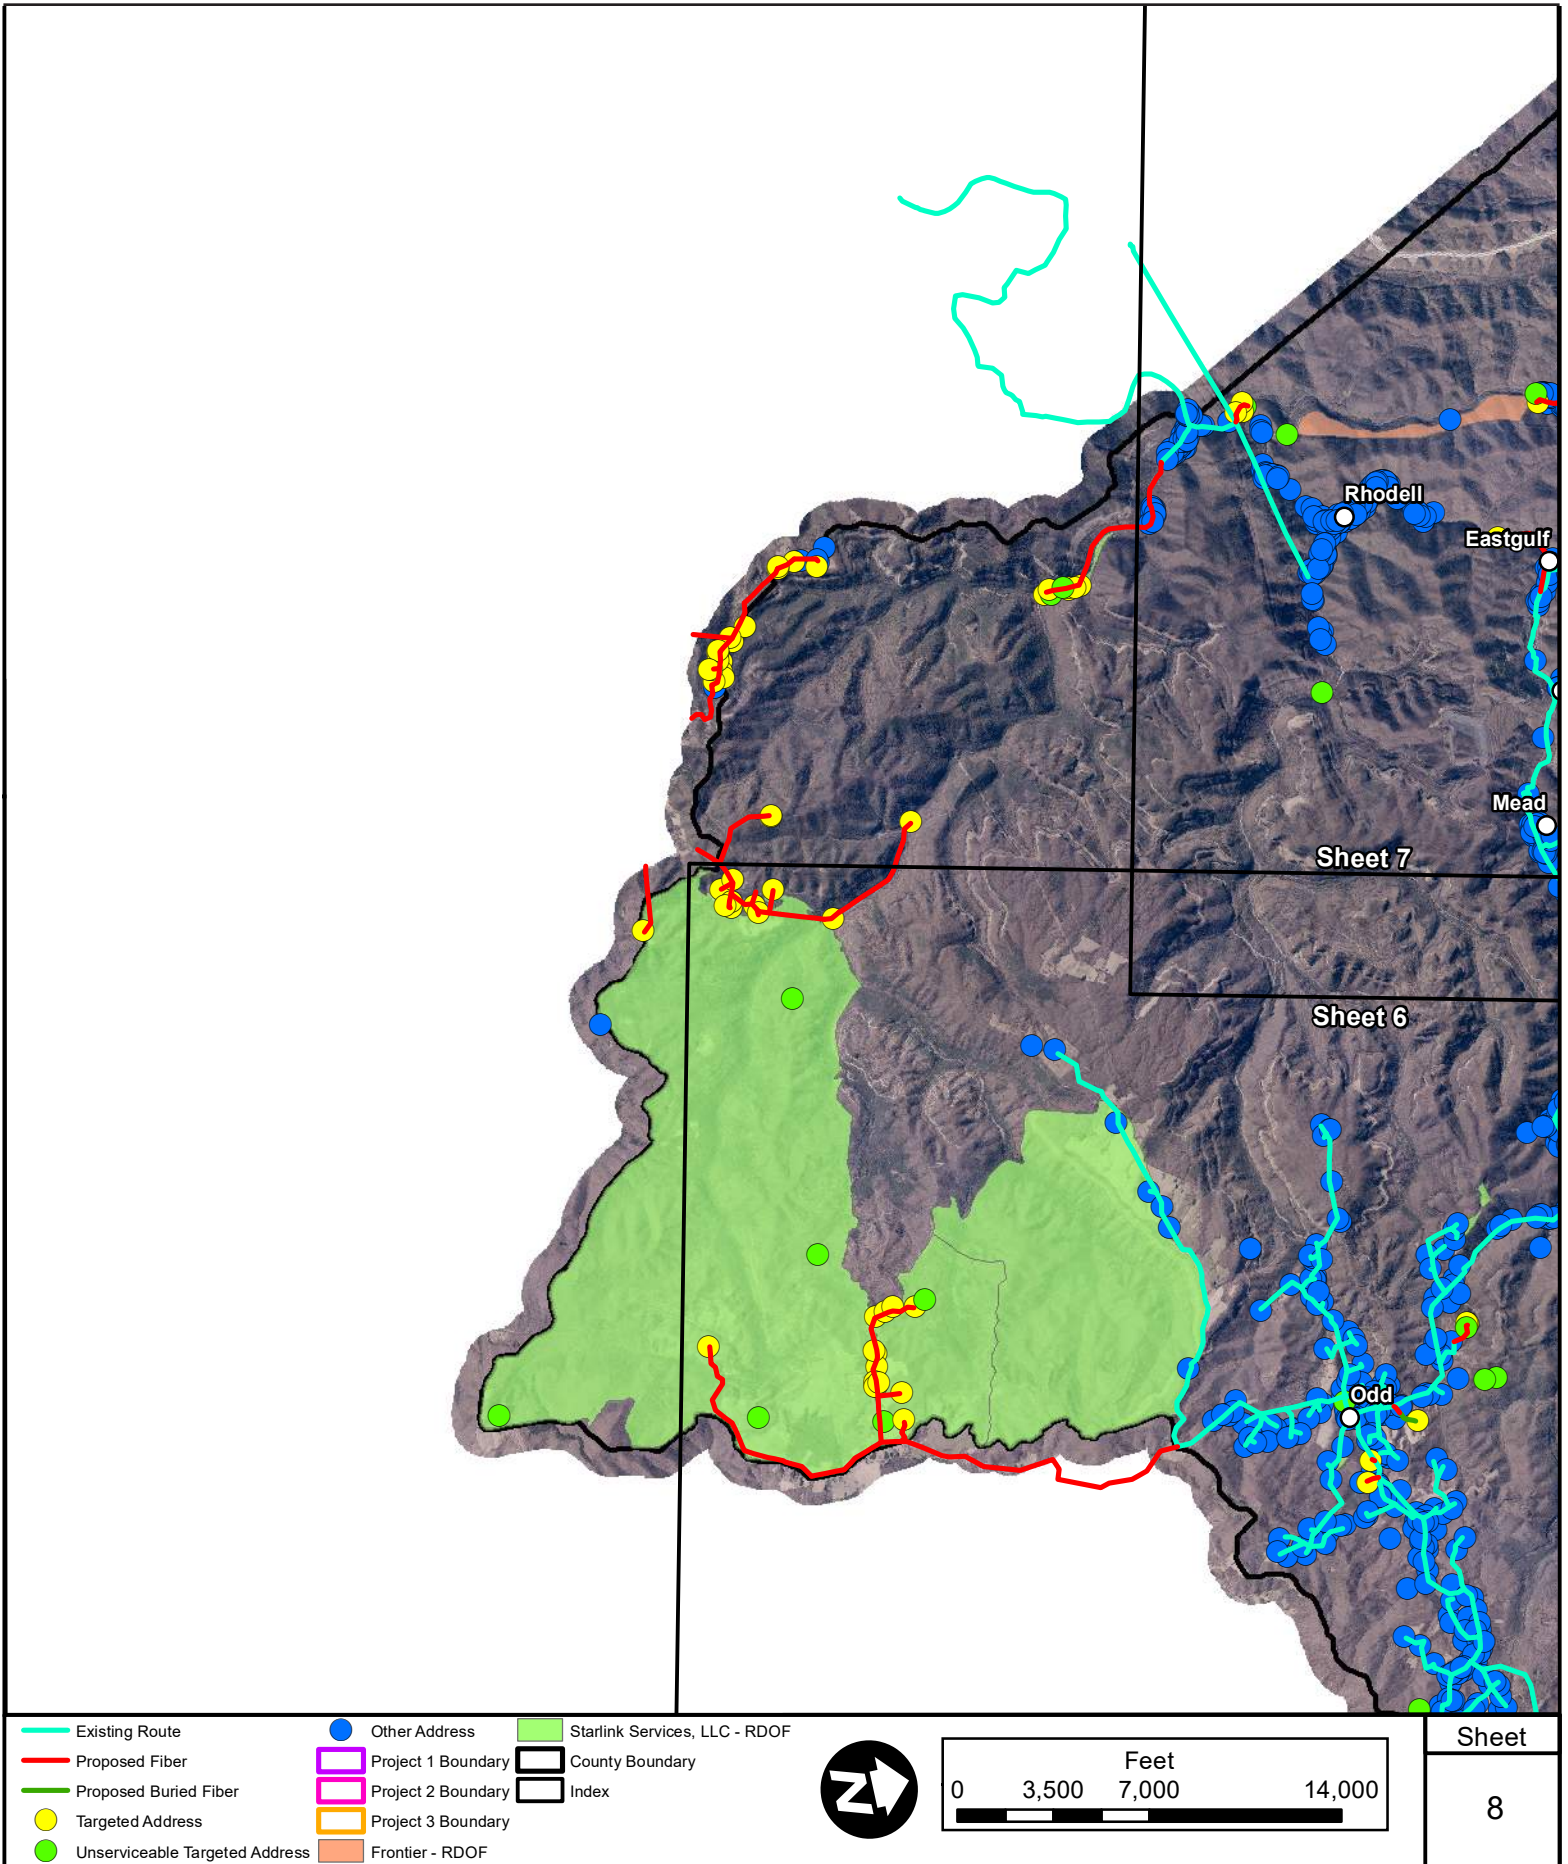 Rhodell
Eastgulf
Mead
Sheet 7
Sheet 6
Odd
Existing Route
Proposed Fiber
Proposed Buried Fiber
Targeted Address
Unserviceable Targeted Address
Other Address
Project 1 Boundary
Project 2 Boundary
Project 3 Boundary
Frontier - RDOF
Starlink Services, LLC - RDOF
County Boundary
Index
N
Feet
0 3,500 7,000 14,000
Sheet
8